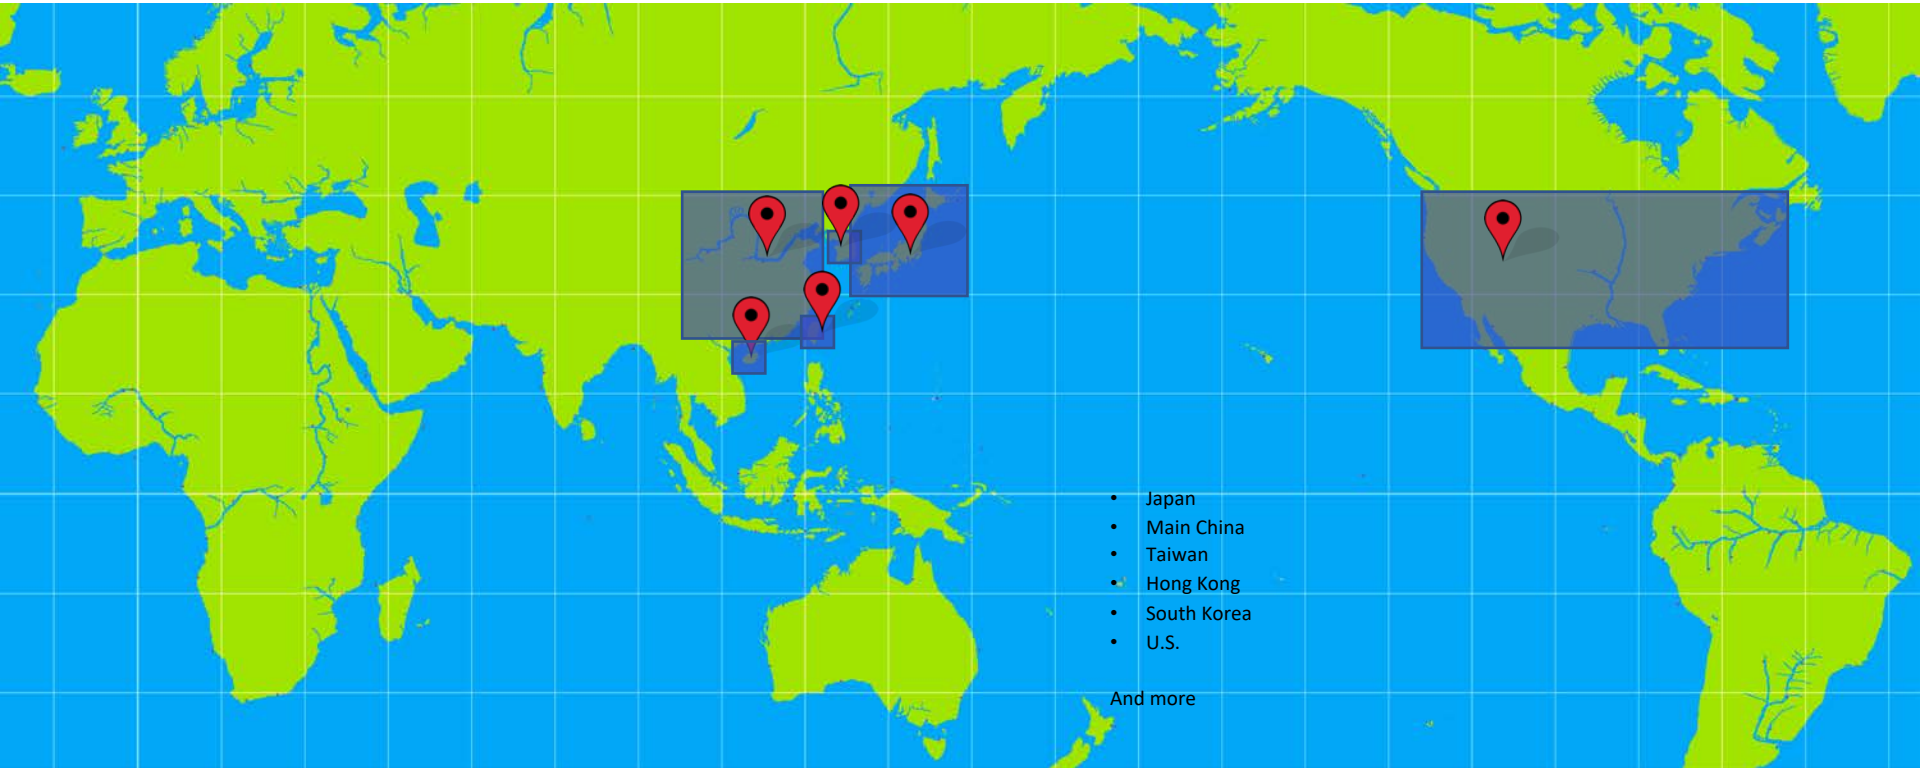 • Japan
• Main China
• Taiwan
• Hong Kong
• South Korea
• U.S.
And more